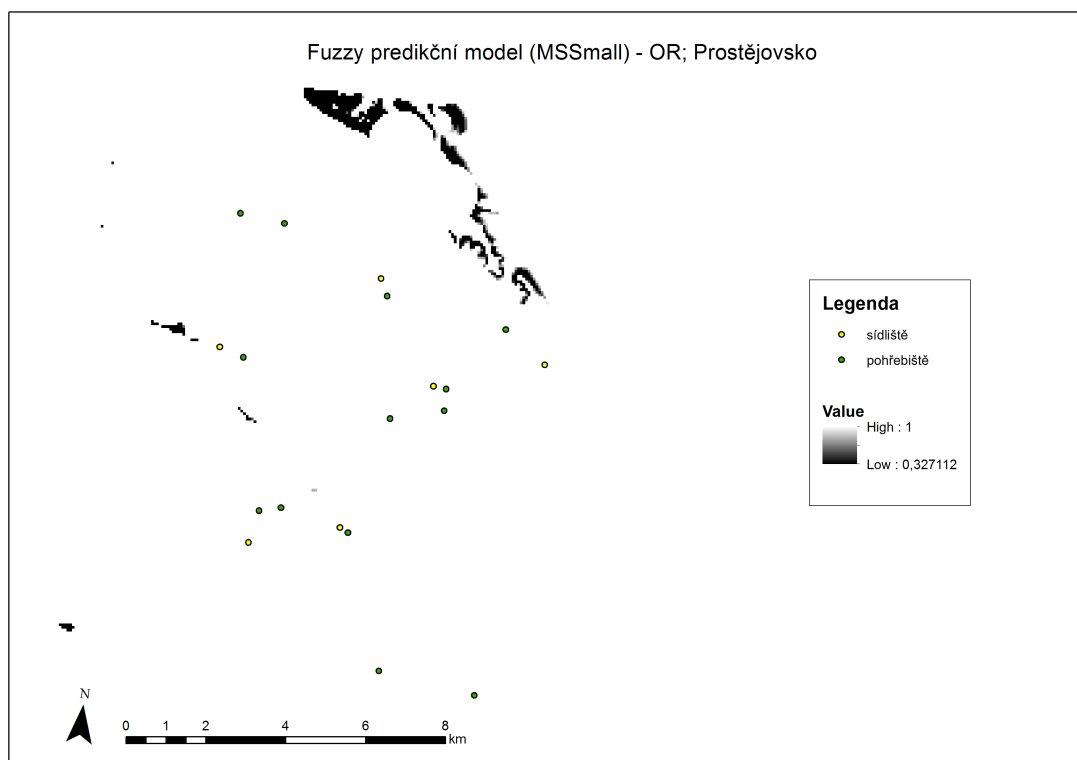 Fuzzy predikční model (MSSmall) - OR; Prostějovsko
Legenda
sídliště
pohřebiště
Value
High : 1
Low : 0,327112
N
0 1 2 4 6 8
km